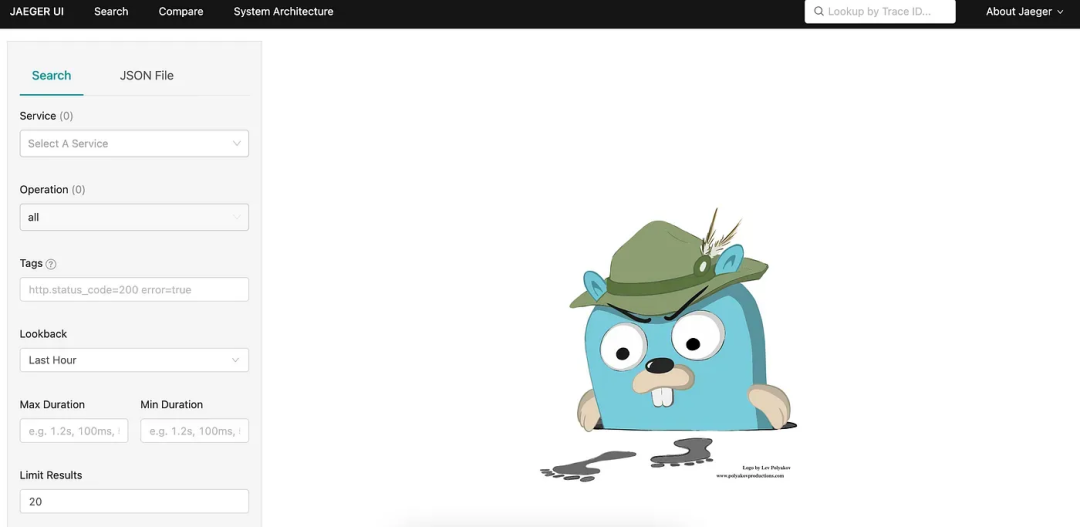 JAEGER UI Search Compare System Architecture Lookup by Trace ID... About Jaeger
Search JSON File
Service (0)
Select A Service
Operation (0)
all
Tags ?
http.status_code=200 error=true
Lookback
Last Hour
Max Duration Min Duration
e.g. 1.2s, 100ms, e.g. 1.2s, 100ms,
Limit Results
20
Logo by Lev Polyakov
www.polyakovproductions.com